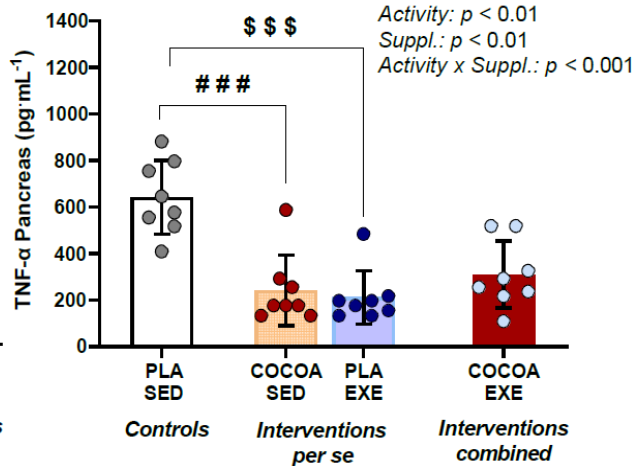 Activity: p < 0.01
Suppl.: p < 0.01
Activity x Suppl.: p < 0.001
$ $ $
# # #
TNF-α Pancreas (pg·mL⁻¹)
1400
1200
1000
800
600
400
200
0
PLA SED
COCOA SED
PLA EXE
COCOA EXE
Controls
Interventions per se
Interventions combined